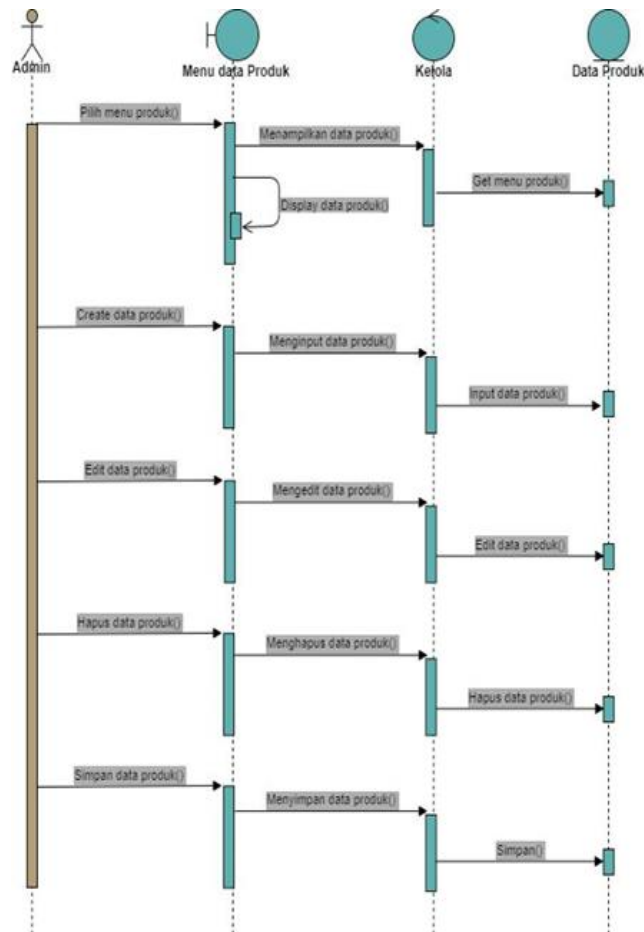 Admin
Menu data Produk
Kelola
Data Produk
Pilih menu produk()
Menampilkan data produk()
Get menu produk()
Display data produk()
Create data produk()
Menginput data produk()
Input data produk()
Edit data produk()
Mengedit data produk()
Edit data produk()
Hapus data produk()
Menghapus data produk()
Hapus data produk()
Simpan data produk()
Menyimpan data produk()
Simpan()